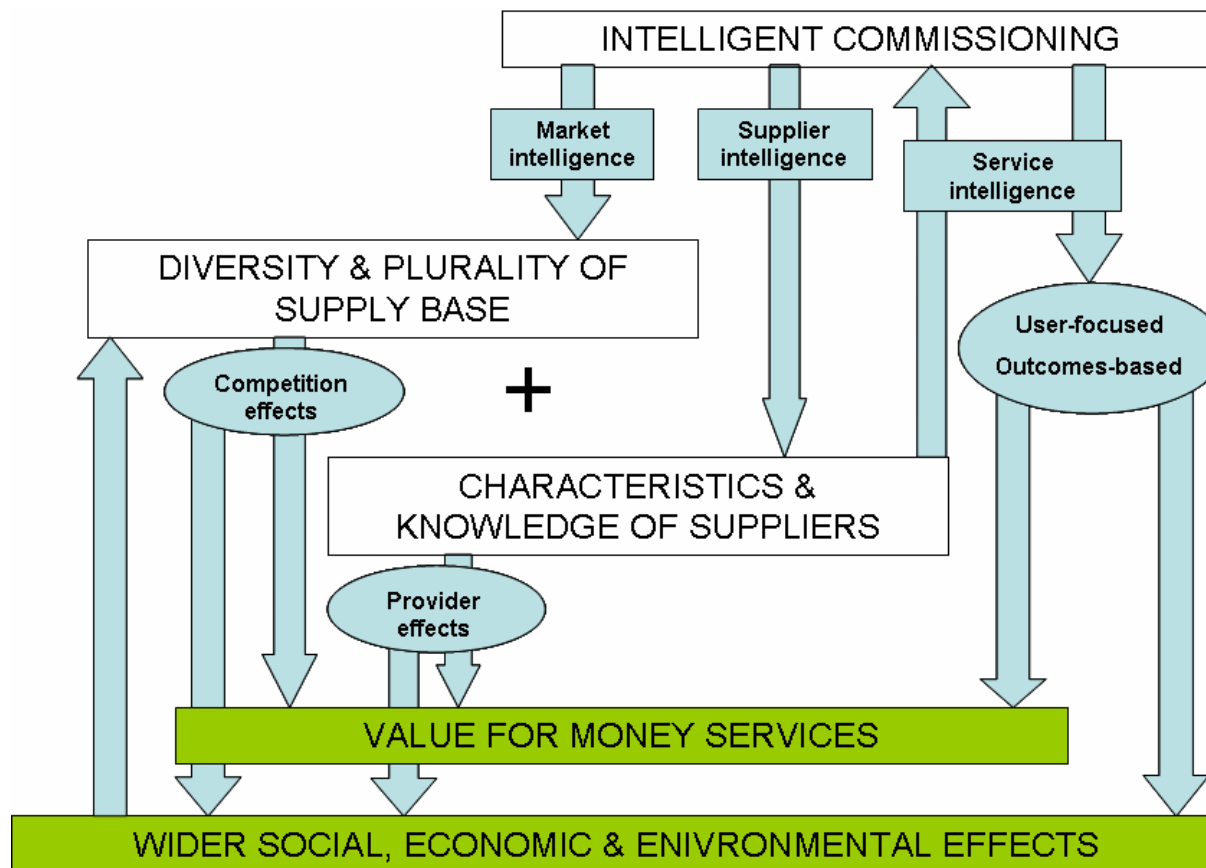 INTELLIGENT COMMISSIONING
Market
intelligence
Supplier
intelligence
Service
intelligence
DIVERSITY & PLURALITY OF
SUPPLY BASE
User-focused
Outcomes-based
Competition
effects
+
CHARACTERISTICS &
KNOWLEDGE OF SUPPLIERS
Provider
effects
VALUE FOR MONEY SERVICES
WIDER SOCIAL, ECONOMIC & ENIVRONMENTAL EFFECTS